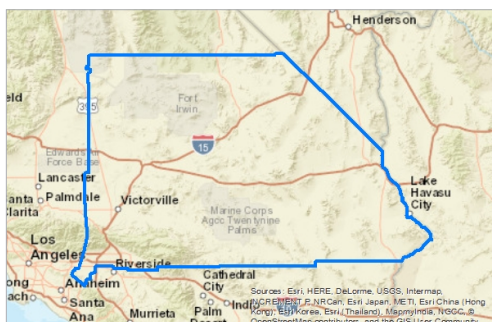 Henderson
395
Fort
Irwin
15
Edwards Air
Force Base
Lancaster
Palmdale
Clarita
Victorville
Marine Corps
Agcc Twentynine
Palms
Lake
Havasu
City
Los
Angeles
Riverside
Anaheim
Santa
Ana
Cathedral
City
Murrieta
Palm
Indio
Sources: Esri, HERE, DeLorme, USGS, Intermap,
INCREMENT P, NRCan, Esri Japan, METI, Esri China (Hong
Kong), Esri Korea, Esri (Thailand), MapmyIndia, NGCC, ©
OpenStreetMap contributors, and the GIS User Community